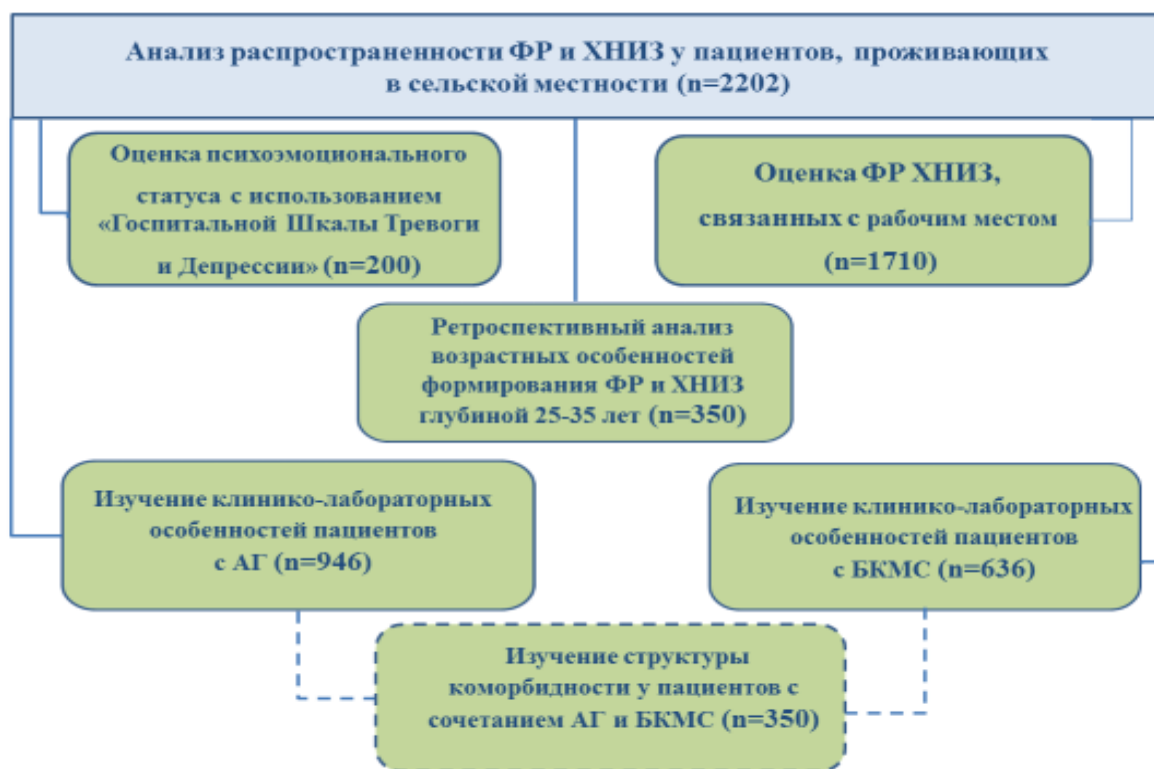 Анализ распространенности ФР и ХНИЗ у пациентов, проживающих
в сельской местности (n=2202)
Оценка психоэмоционального
статуса с использованием
«Госпитальной Шкалы Тревоги
и Депрессии» (n=200)
Оценка ФР ХНИЗ,
связанных с рабочим местом
(n=1710)
Ретроспективный анализ
возрастных особенностей
формирования ФР и ХНИЗ
глубиной 25-35 лет (n=350)
Изучение клинико-лабораторных
особенностей пациентов
с АГ (n=946)
Изучение клинико-лабораторных
особенностей пациентов
с БКМС (n=636)
Изучение структуры
коморбидности у пациентов с
сочетанием АГ и БКМС (n=350)